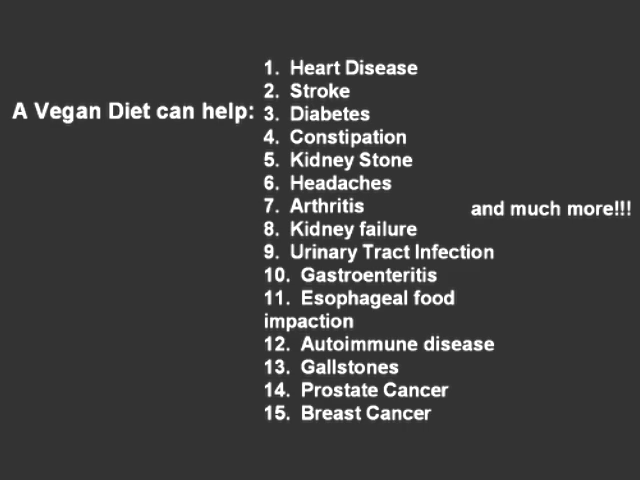 A Vegan Diet can help:
1. Heart Disease
2. Stroke
3. Diabetes
4. Constipation
5. Kidney Stone
6. Headaches
7. Arthritis
8. Kidney failure
9. Urinary Tract Infection
10. Gastroenteritis
11. Esophageal food
impaction
12. Autoimmune disease
13. Gallstones
14. Prostate Cancer
15. Breast Cancer
and much more!!!